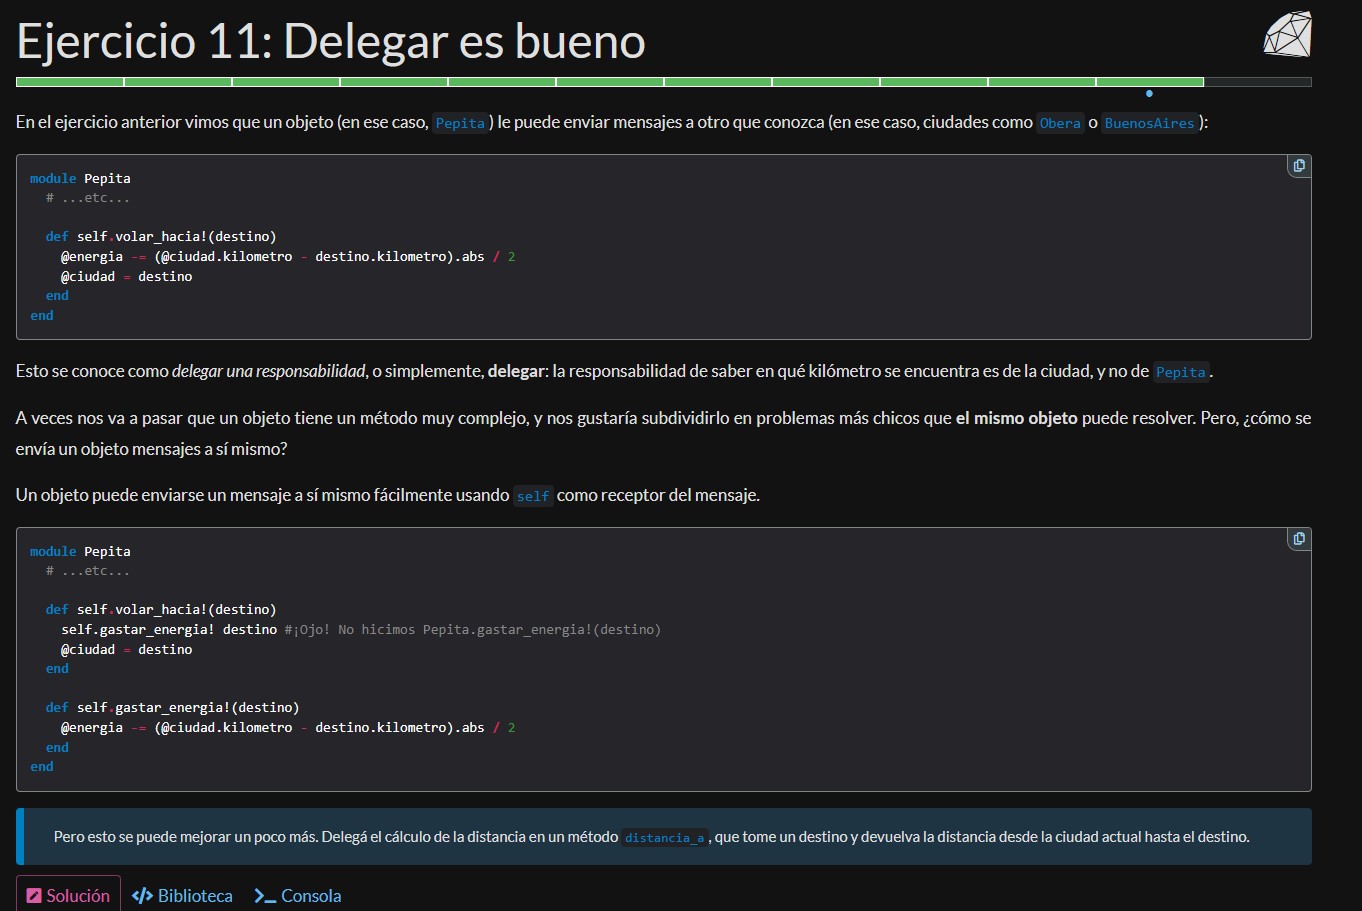 Ejercicio 11: Delegar es bueno
En el ejercicio anterior vimos que un objeto (en ese caso, Pepita ) le puede enviar mensajes a otro que conozca (en ese caso, ciudades como Obera o BuenosAires ):
module Pepita
  # ...etc...
  def self.volar_hacia!(destino)
    @energia -= (@ciudad.kilometro - destino.kilometro).abs / 2
    @ciudad = destino
  end
end
Esto se conoce como delegar una responsabilidad, o simplemente, delegar: la responsabilidad de saber en qué kilómetro se encuentra es de la ciudad, y no de Pepita .
A veces nos va a pasar que un objeto tiene un método muy complejo, y nos gustaría subdividirlo en problemas más chicos que el mismo objeto puede resolver. Pero, ¿cómo se
envía un objeto mensajes a sí mismo?
Un objeto puede enviarse un mensaje a sí mismo fácilmente usando self como receptor del mensaje.
module Pepita
  # ...etc...
  def self.volar_hacia!(destino)
    self.gastar_energia! destino #¡Ojo! No hicimos Pepita.gastar_energia!(destino)
    @ciudad = destino
  end
  def self.gastar_energia!(destino)
    @energia -= (@ciudad.kilometro - destino.kilometro).abs / 2
  end
end
Pero esto se puede mejorar un poco más. Delegá el cálculo de la distancia en un método distancia_a , que tome un destino y devuelva la distancia desde la ciudad actual hasta el destino.
Solución </> Biblioteca >_ Consola